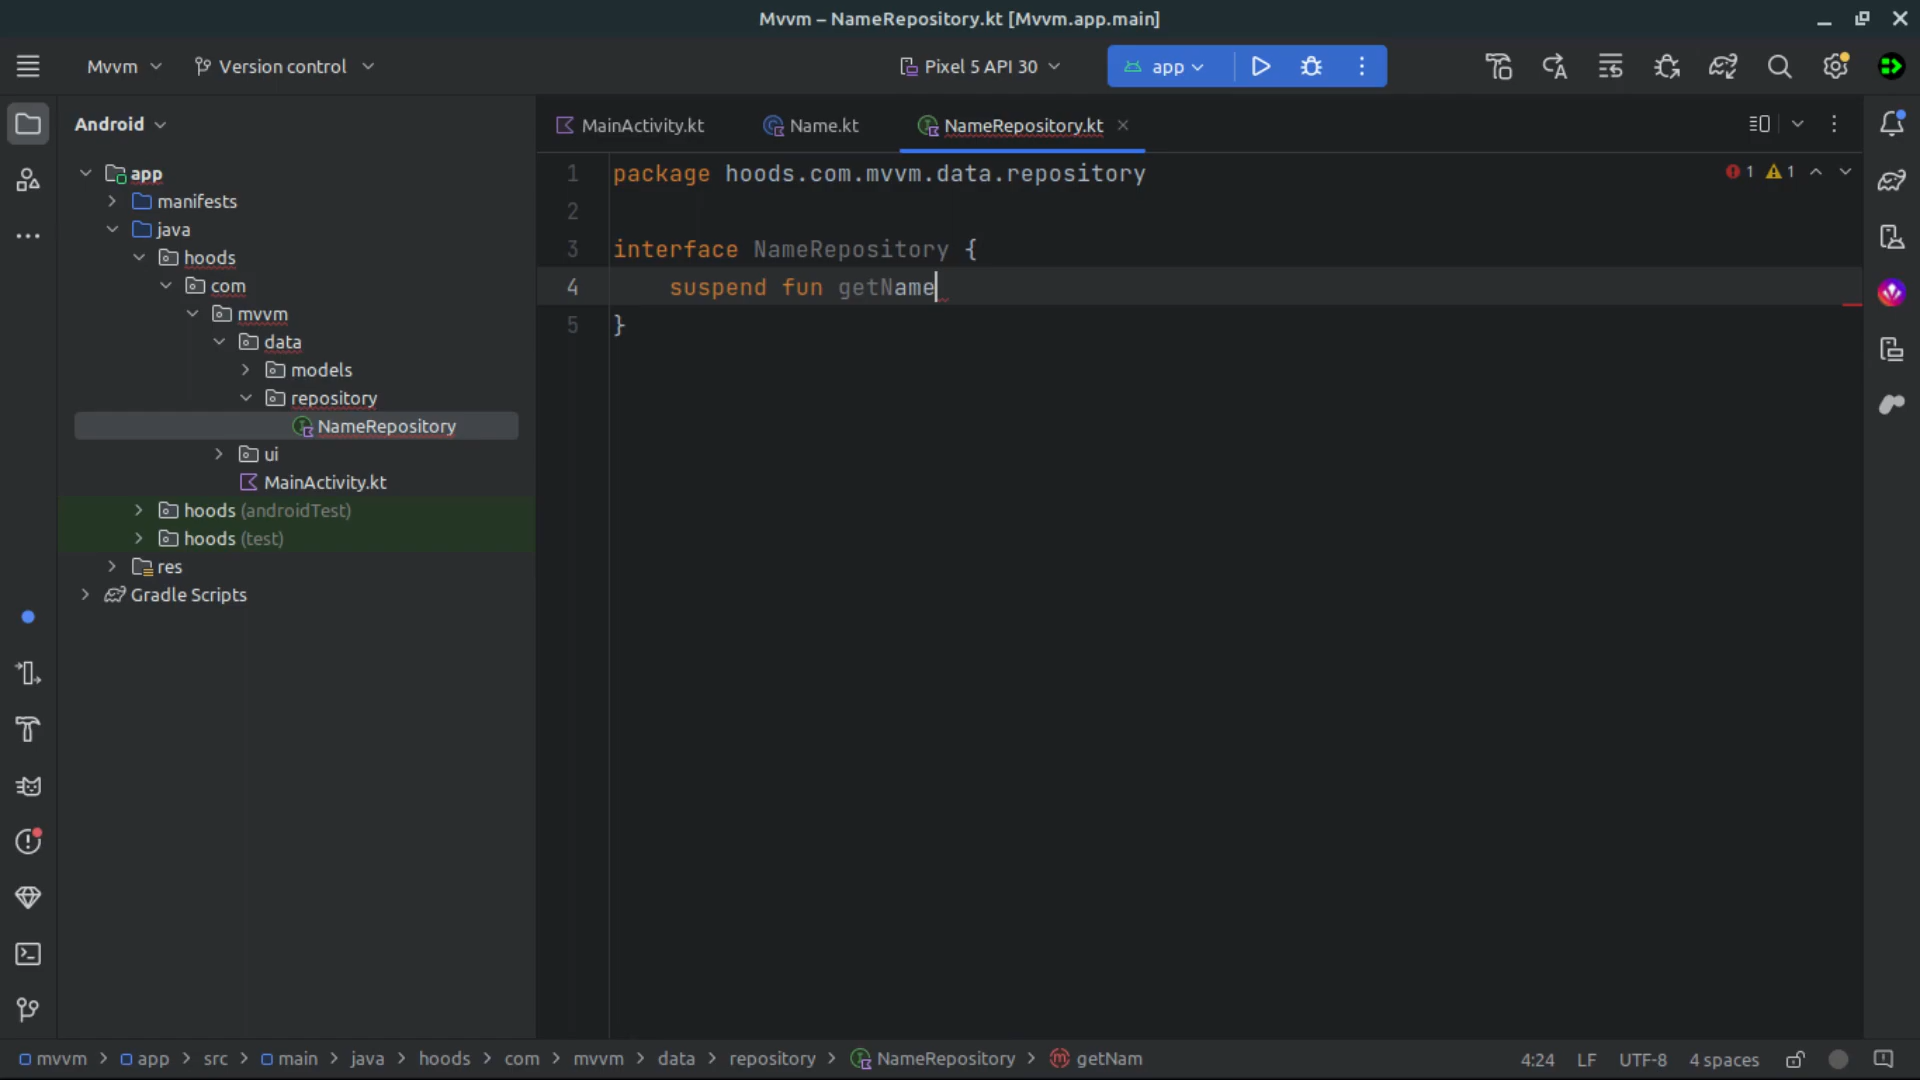 Mvvm – NameRepository.kt [Mvvm.app.main]
Mvvm Version control Pixel 5 API 30 app
Android
MainActivity.kt Name.kt NameRepository.kt
app
manifests
java
hoods
com
mvvm
data
models
repository
NameRepository
ui
MainActivity.kt
hoods (androidTest)
hoods (test)
res
Gradle Scripts
1 package hoods.com.mvvm.data.repository
1 1
2
3 interface NameRepository {
4 suspend fun getName
5 }
mvvm > app > src > main > java > hoods > com > mvvm > data > repository > NameRepository > getNam
4:24 LF UTF-8 4 spaces